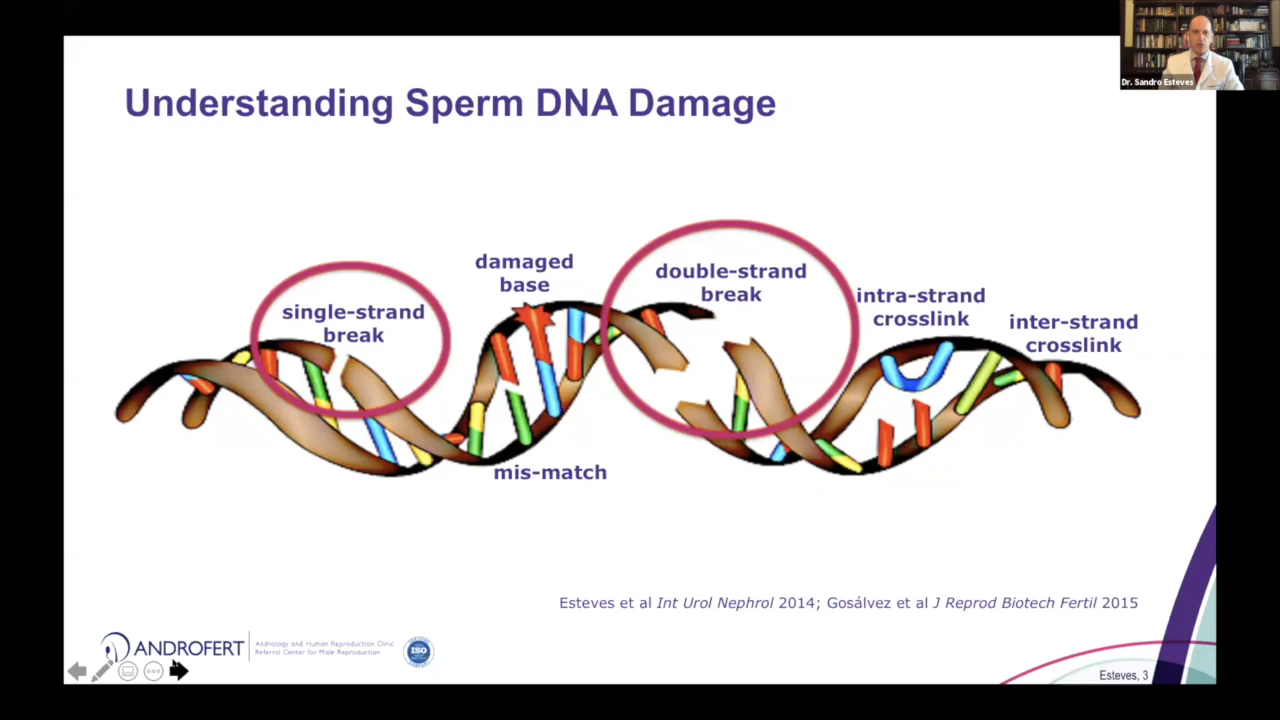 Dr. Sandro Esteves
Understanding Sperm DNA Damage
single-strand
break
damaged
base
double-strand
break
intra-strand
crosslink
inter-strand
crosslink
mis-match
Esteves et al Int Urol Nephrol 2014; Gosálvez et al J Reprod Biotech Fertil 2015
ANDROFERT
Andrology and Human Reproduction Clinic
Referral Center for Male Reproduction
ISO
Esteves, 3